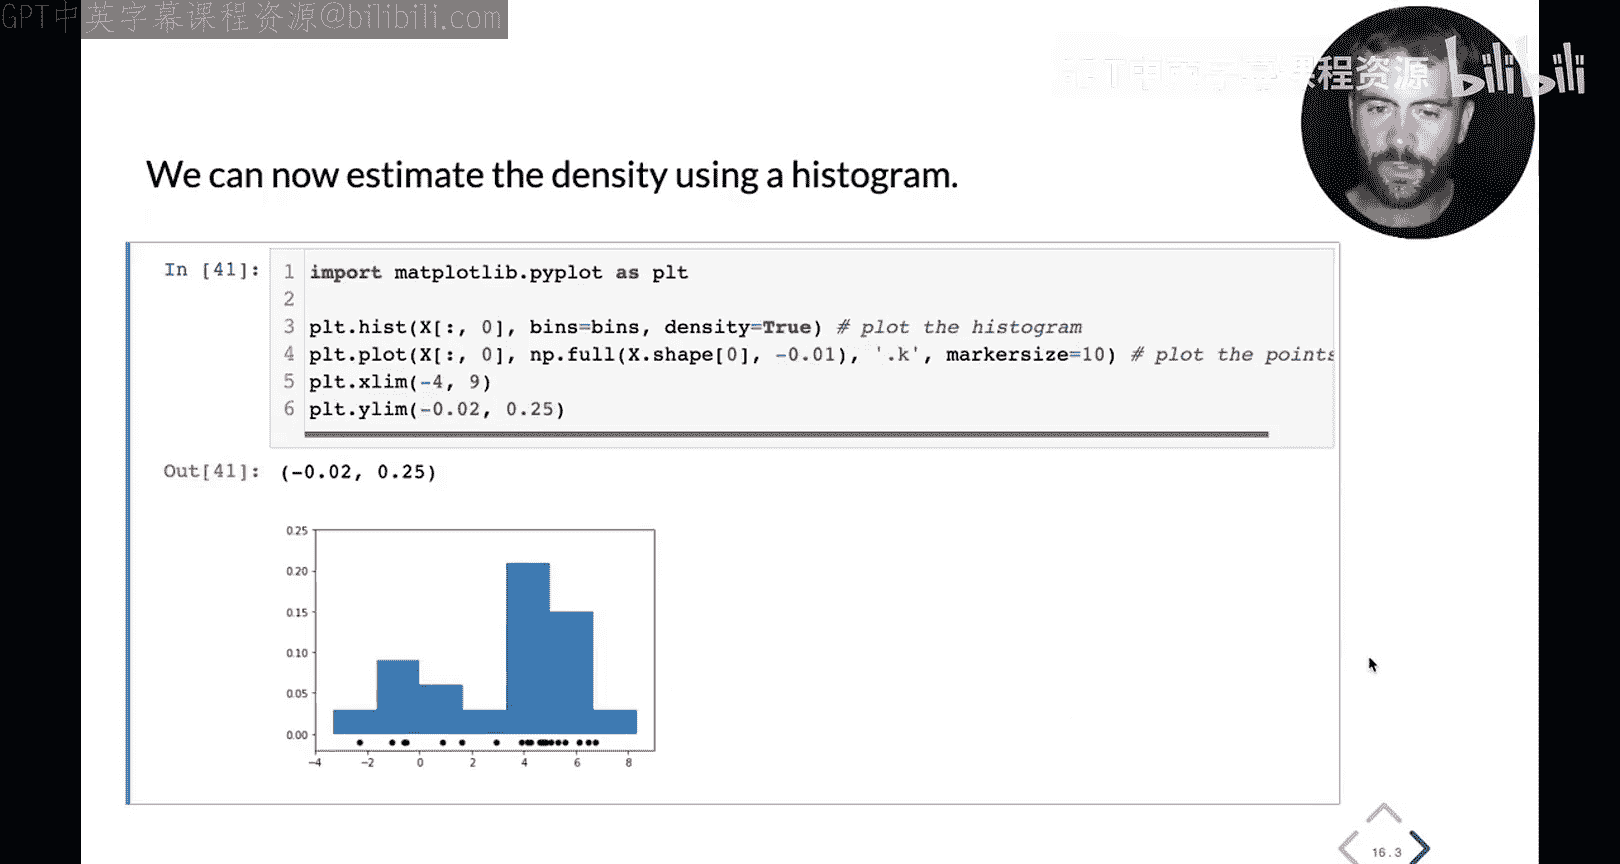 GPT中英字幕课程资源@bilibili.com
课程资源 bilibili
We can now estimate the density using a histogram.
In [41]:
1 import matplotlib.pyplot as plt
2
3 plt.hist(X[:, 0], bins=bins, density=True) # plot the histogram
4 plt.plot(X[:, 0], np.full(X.shape[0], -0.01), '.k', markersize=10) # plot the points
5 plt.xlim(-4, 9)
6 plt.ylim(-0.02, 0.25)
Out[41]: (-0.02, 0.25)
0.25
0.20
0.15
0.10
0.05
0.00
−4 −2 0 2 4 6 8
16.3